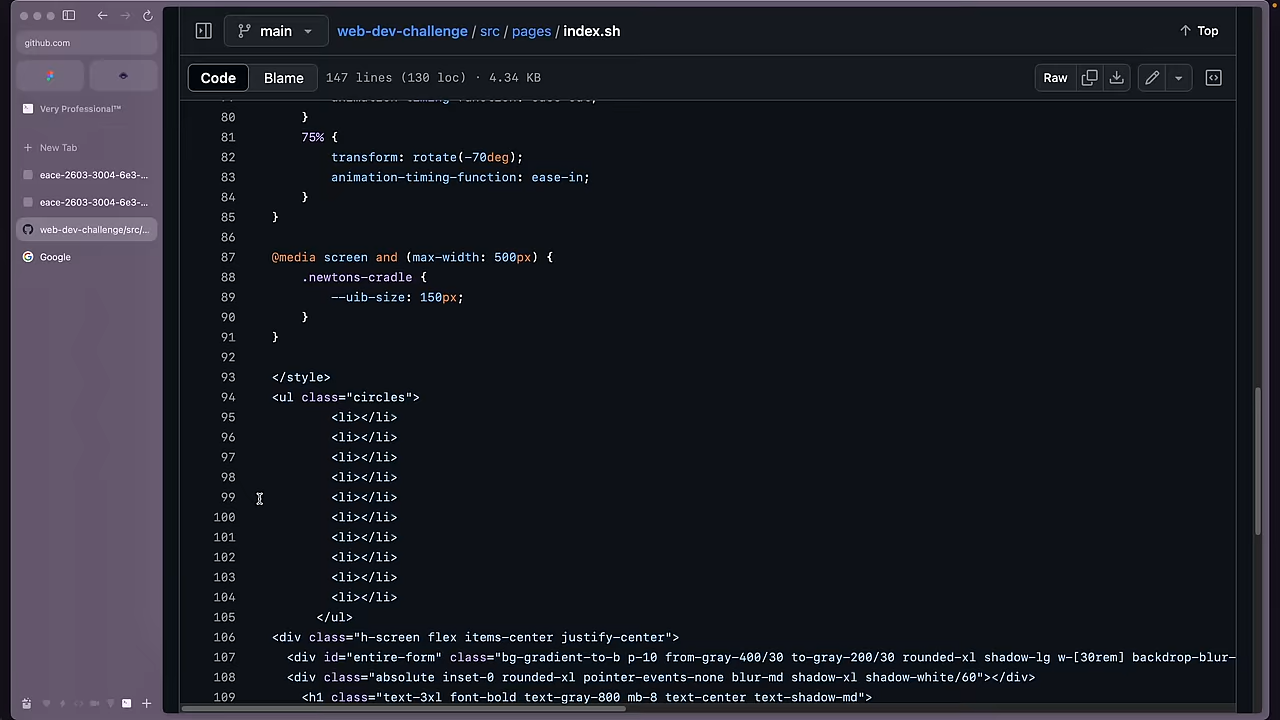 github.com
Very Professional™
New Tab
eace-2603-3004-6e3-...
eace-2603-3004-6e3-...
web-dev-challenge/src/...
Google
main
web-dev-challenge / src / pages / index.sh
Top
Code
Blame
147 lines (130 loc) · 4.34 KB
Raw
80 }
81 75% {
82 transform: rotate(-70deg);
83 animation-timing-function: ease-in;
84 }
85 }
86
87 @media screen and (max-width: 500px) {
88 .newtons-cradle {
89 --uib-size: 150px;
90 }
91 }
92
93 </style>
94 <ul class="circles">
95 <li></li>
96 <li></li>
97 <li></li>
98 <li></li>
99 <li></li>
100 <li></li>
101 <li></li>
102 <li></li>
103 <li></li>
104 <li></li>
105 </ul>
106 <div class="h-screen flex items-center justify-center">
107 <div id="entire-form" class="bg-gradient-to-b p-10 from-gray-400/30 to-gray-200/30 rounded-xl shadow-lg w-[30rem] backdrop-blur-
108 <div class="absolute inset-0 rounded-xl pointer-events-none blur-md shadow-xl shadow-white/60"></div>
109 <h1 class="text-3xl font-bold text-gray-800 mb-8 text-center text-shadow-md">